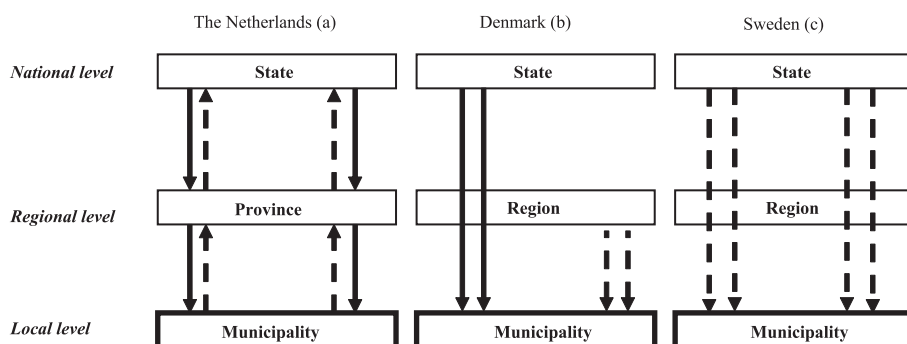 The Netherlands (a) Denmark (b) Sweden (c)
National level State State State
Regional level Province Region Region
Local level Municipality Municipality Municipality